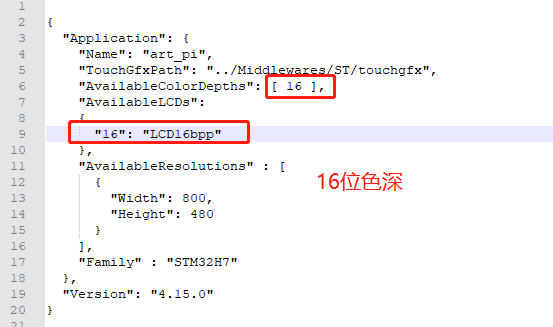 1
2 {
3 "Application": {
4 "Name": "art_pi",
5 "TouchGfxPath": "../Middlewares/ST/touchgfx",
6 "AvailableColorDepths": [ 16 ],
7 "AvailableLCDs":
8 {
9 "16": "LCD16bpp"
10 },
11 "AvailableResolutions" : [
12 {
13 "Width": 800,
14 "Height": 480
15 }
16 ],
17 "Family" : "STM32H7"
18 },
19 "Version": "4.15.0"
20 }
21
16位色深